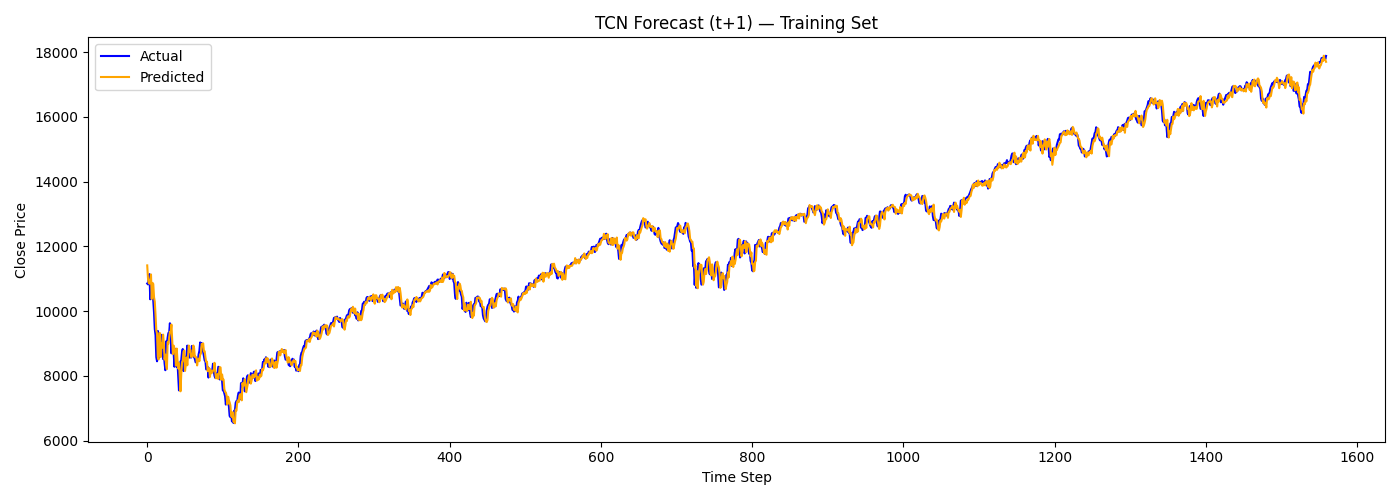 TCN Forecast (t+1) — Training Set
Actual
Predicted
18000
16000
14000
12000
10000
8000
6000
Close Price
0 200 400 600 800 1000 1200 1400 1600
Time Step